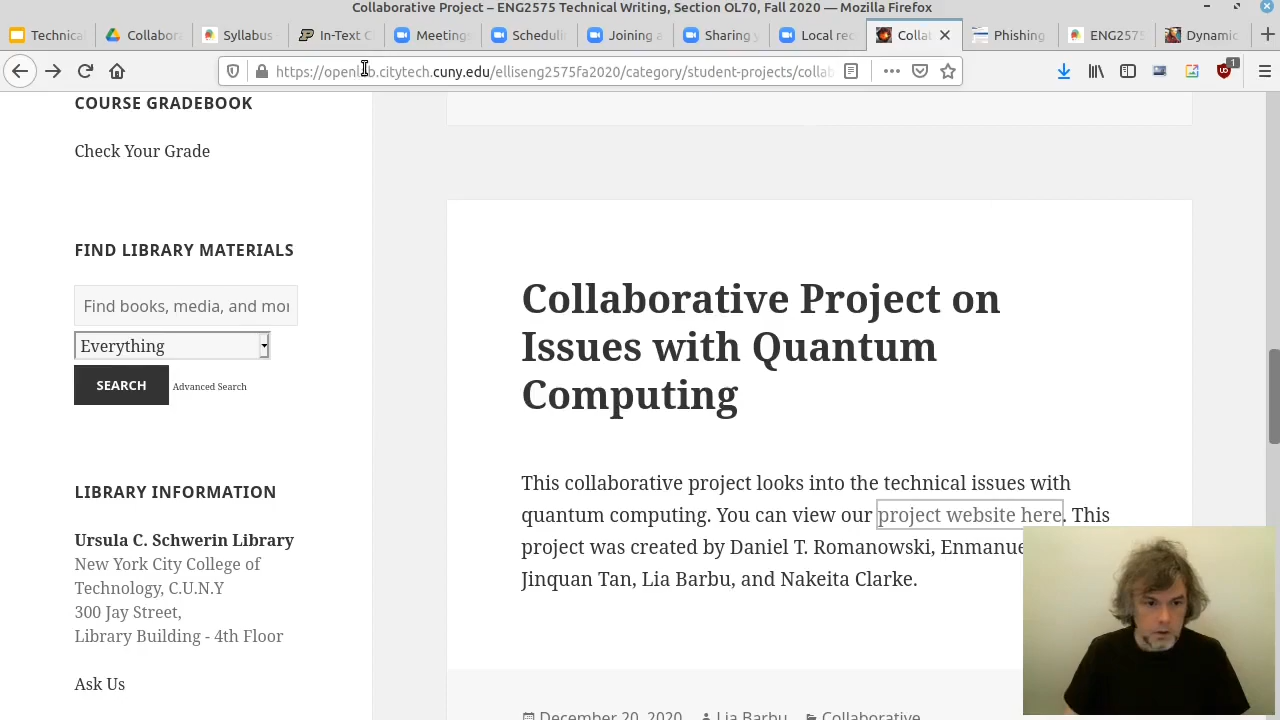 Collaborative Project – ENG2575 Technical Writing, Section OL70, Fall 2020 — Mozilla Firefox
Technical Collabor Syllabus In-Text C Meetings Schedulin Joining a Sharing y Local rec Collab Phishing ENG2575 Dynamic
https://openlab.citytech.cuny.edu/elliseng2575fa2020/category/student-projects/collab
1
COURSE GRADEBOOK
Check Your Grade
FIND LIBRARY MATERIALS
Find books, media, and mor
Everything
SEARCH Advanced Search
LIBRARY INFORMATION
Ursula C. Schwerin Library
New York City College of
Technology, C.U.N.Y
300 Jay Street,
Library Building - 4th Floor
Ask Us
Collaborative Project on
Issues with Quantum
Computing
This collaborative project looks into the technical issues with
quantum computing. You can view our project website here. This
project was created by Daniel T. Romanowski, Enmanue
Jinquan Tan, Lia Barbu, and Nakeita Clarke.
December 20, 2020 Lia Barbu Collaborative